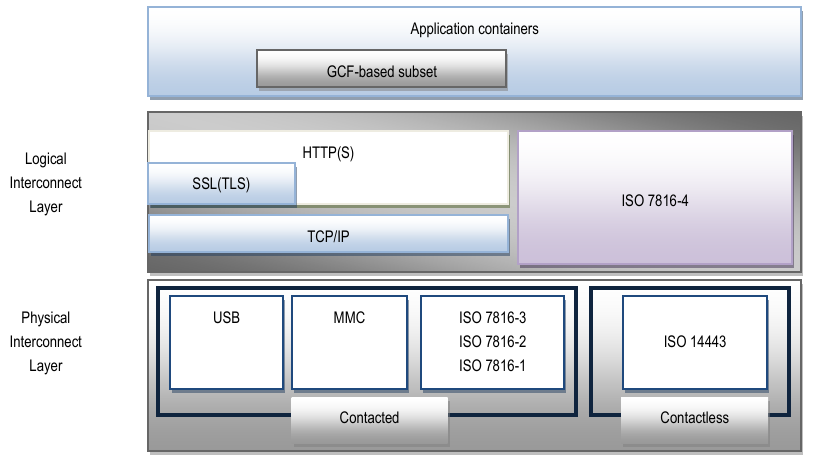 Application containers
GCF-based subset
Logical
Interconnect
Layer
HTTP(S)
SSL(TLS)
TCP/IP
ISO 7816-4
Physical
Interconnect
Layer
USB
MMC
ISO 7816-3
ISO 7816-2
ISO 7816-1
ISO 14443
Contacted
Contactless